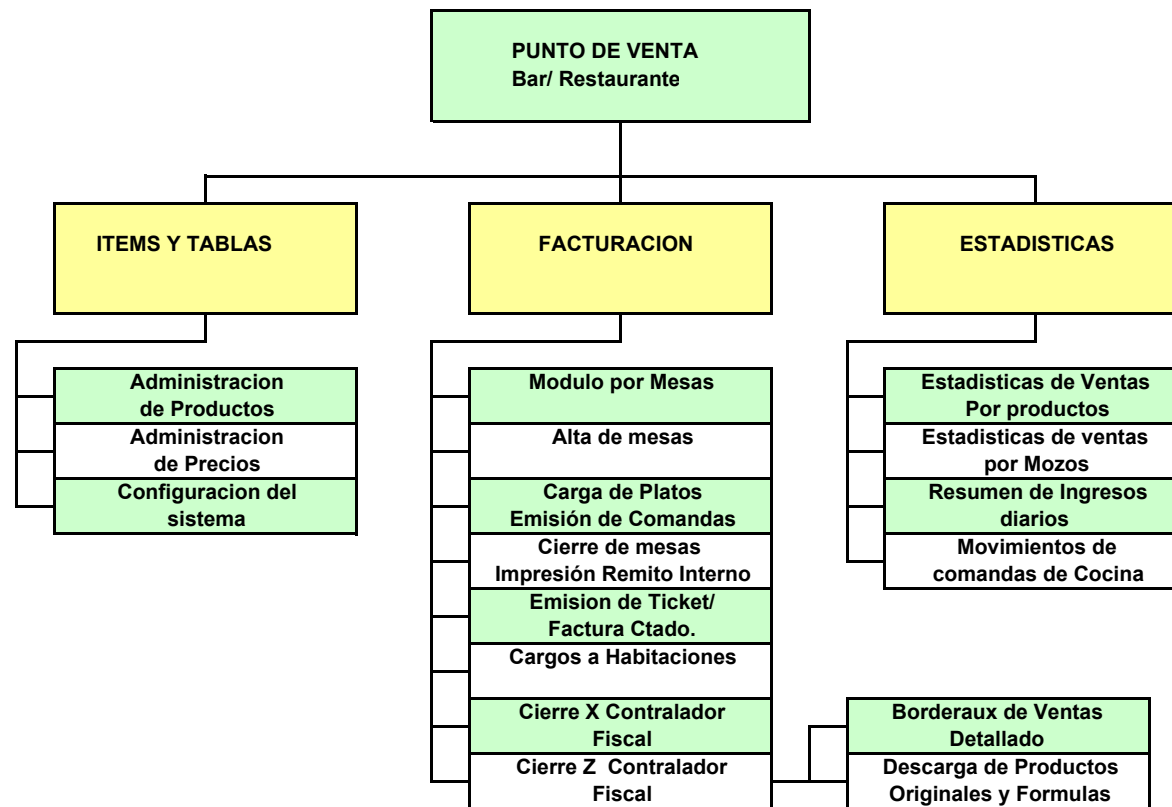 PUNTO DE VENTA
Bar/ Restaurante
ITEMS Y TABLAS
FACTURACION
ESTADISTICAS
Administracion
de Productos
Administracion
de Precios
Configuracion del
sistema
Modulo por Mesas
Alta de mesas
Carga de Platos
Emisión de Comandas
Cierre de mesas
Impresión Remito Interno
Emision de Ticket/
Factura Ctado.
Cargos a Habitaciones
Cierre X Contralador
Fiscal
Cierre Z  Contralador
Fiscal
Estadisticas de Ventas
Por productos
Estadisticas de ventas
por Mozos
Resumen de Ingresos
diarios
Movimientos de
comandas de Cocina
Borderaux de Ventas
Detallado
Descarga de Productos
Originales y Formulas